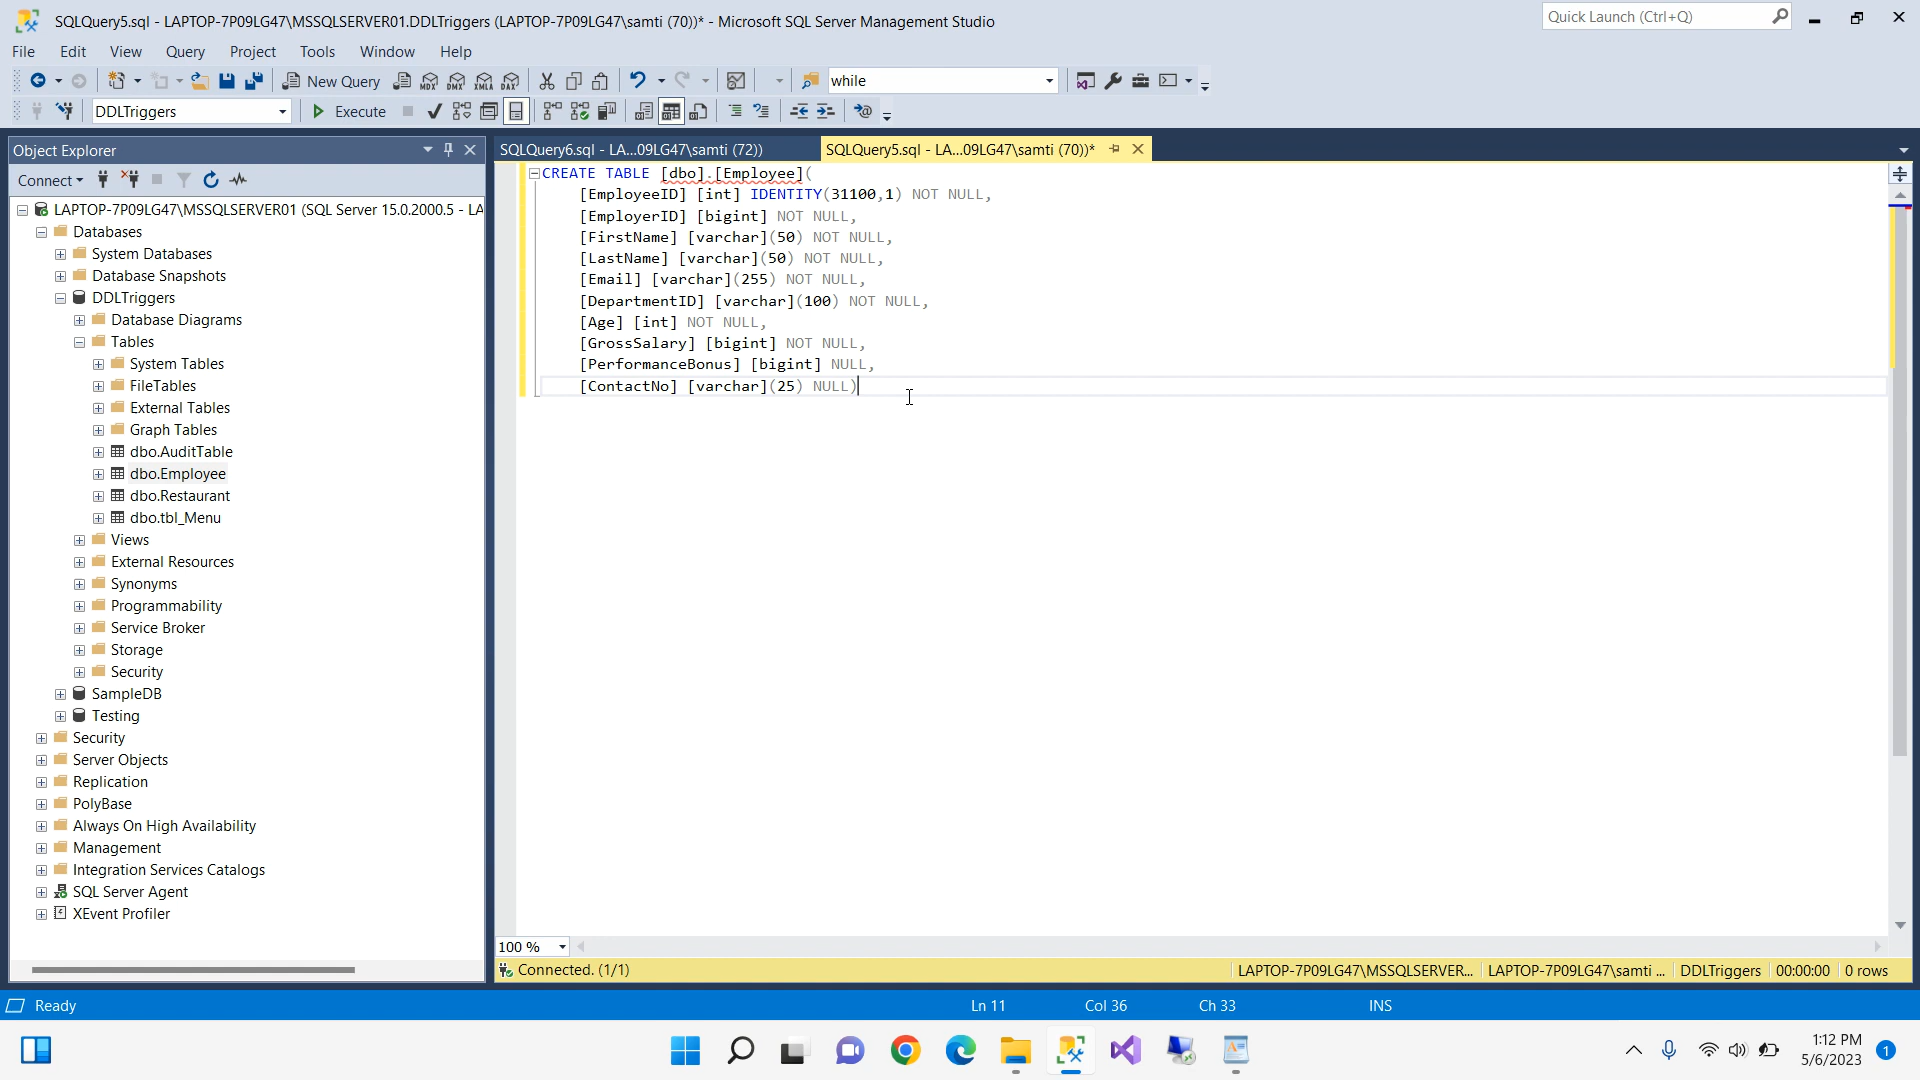 SQLQuery5.sql - LAPTOP-7P09LG47\MSSQLSERVER01.DDLTriggers (LAPTOP-7P09LG47\samti (70))* - Microsoft SQL Server Management Studio
Quick Launch (Ctrl+Q)
File Edit View Query Project Tools Window Help
New Query MDX DMX XMLA DAX while
DDLTriggers Execute
Object Explorer
SQLQuery6.sql - LA...09LG47\samti (72))
SQLQuery5.sql - LA...09LG47\samti (70))*
Connect
LAPTOP-7P09LG47\MSSQLSERVER01 (SQL Server 15.0.2000.5 - LA
Databases
System Databases
Database Snapshots
DDLTriggers
Database Diagrams
Tables
System Tables
FileTables
External Tables
Graph Tables
dbo.AuditTable
dbo.Employee
dbo.Restaurant
dbo.tbl_Menu
Views
External Resources
Synonyms
Programmability
Service Broker
Storage
Security
SampleDB
Testing
Security
Server Objects
Replication
PolyBase
Always On High Availability
Management
Integration Services Catalogs
SQL Server Agent
XEvent Profiler
CREATE TABLE [dbo].[Employee](
[EmployeeID] [int] IDENTITY(31100,1) NOT NULL,
[EmployerID] [bigint] NOT NULL,
[FirstName] [varchar](50) NOT NULL,
[LastName] [varchar](50) NOT NULL,
[Email] [varchar](255) NOT NULL,
[DepartmentID] [varchar](100) NOT NULL,
[Age] [int] NOT NULL,
[GrossSalary] [bigint] NOT NULL,
[PerformanceBonus] [bigint] NULL,
[ContactNo] [varchar](25) NULL)
100 %
Connected. (1/1)
LAPTOP-7P09LG47\MSSQLSERVER... LAPTOP-7P09LG47\samti ... DDLTriggers 00:00:00 0 rows
Ready Ln 11 Col 36 Ch 33 INS
1:12 PM
5/6/2023
1